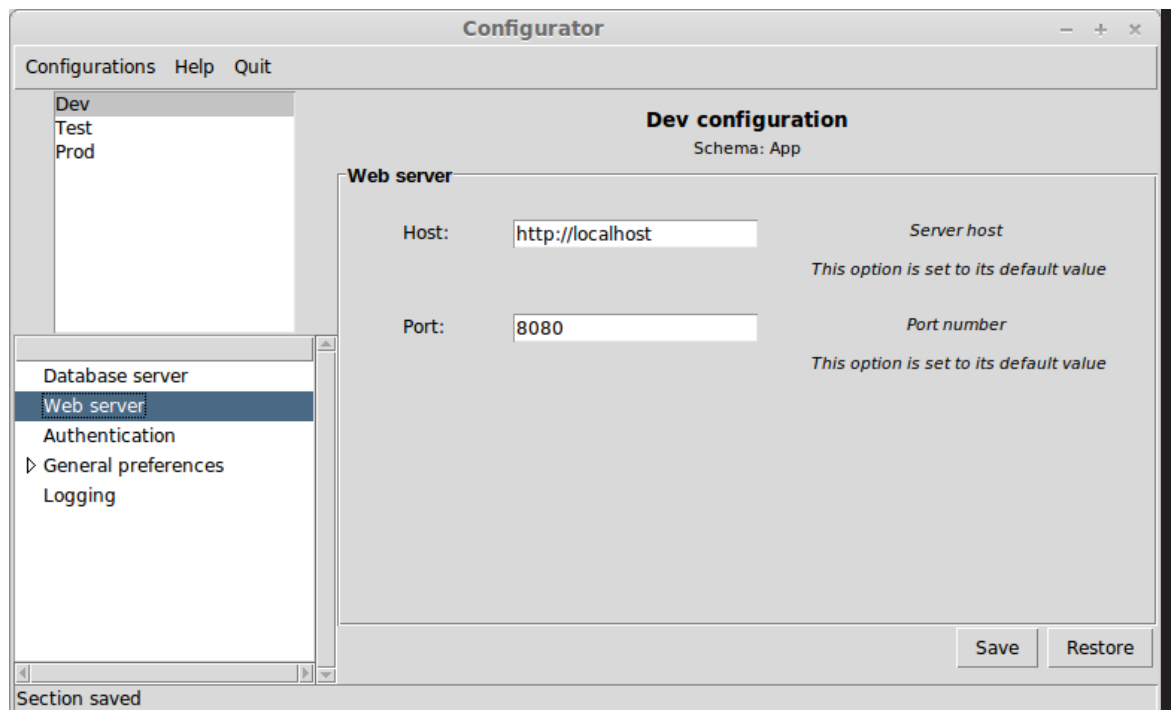 Configurator
Configurations Help Quit
Dev
Test
Prod
Dev configuration
Schema: App
Web server
Host: http://localhost Server host
This option is set to its default value
Port: 8080 Port number
This option is set to its default value
Database server
Web server
Authentication
General preferences
Logging
Save Restore
Section saved